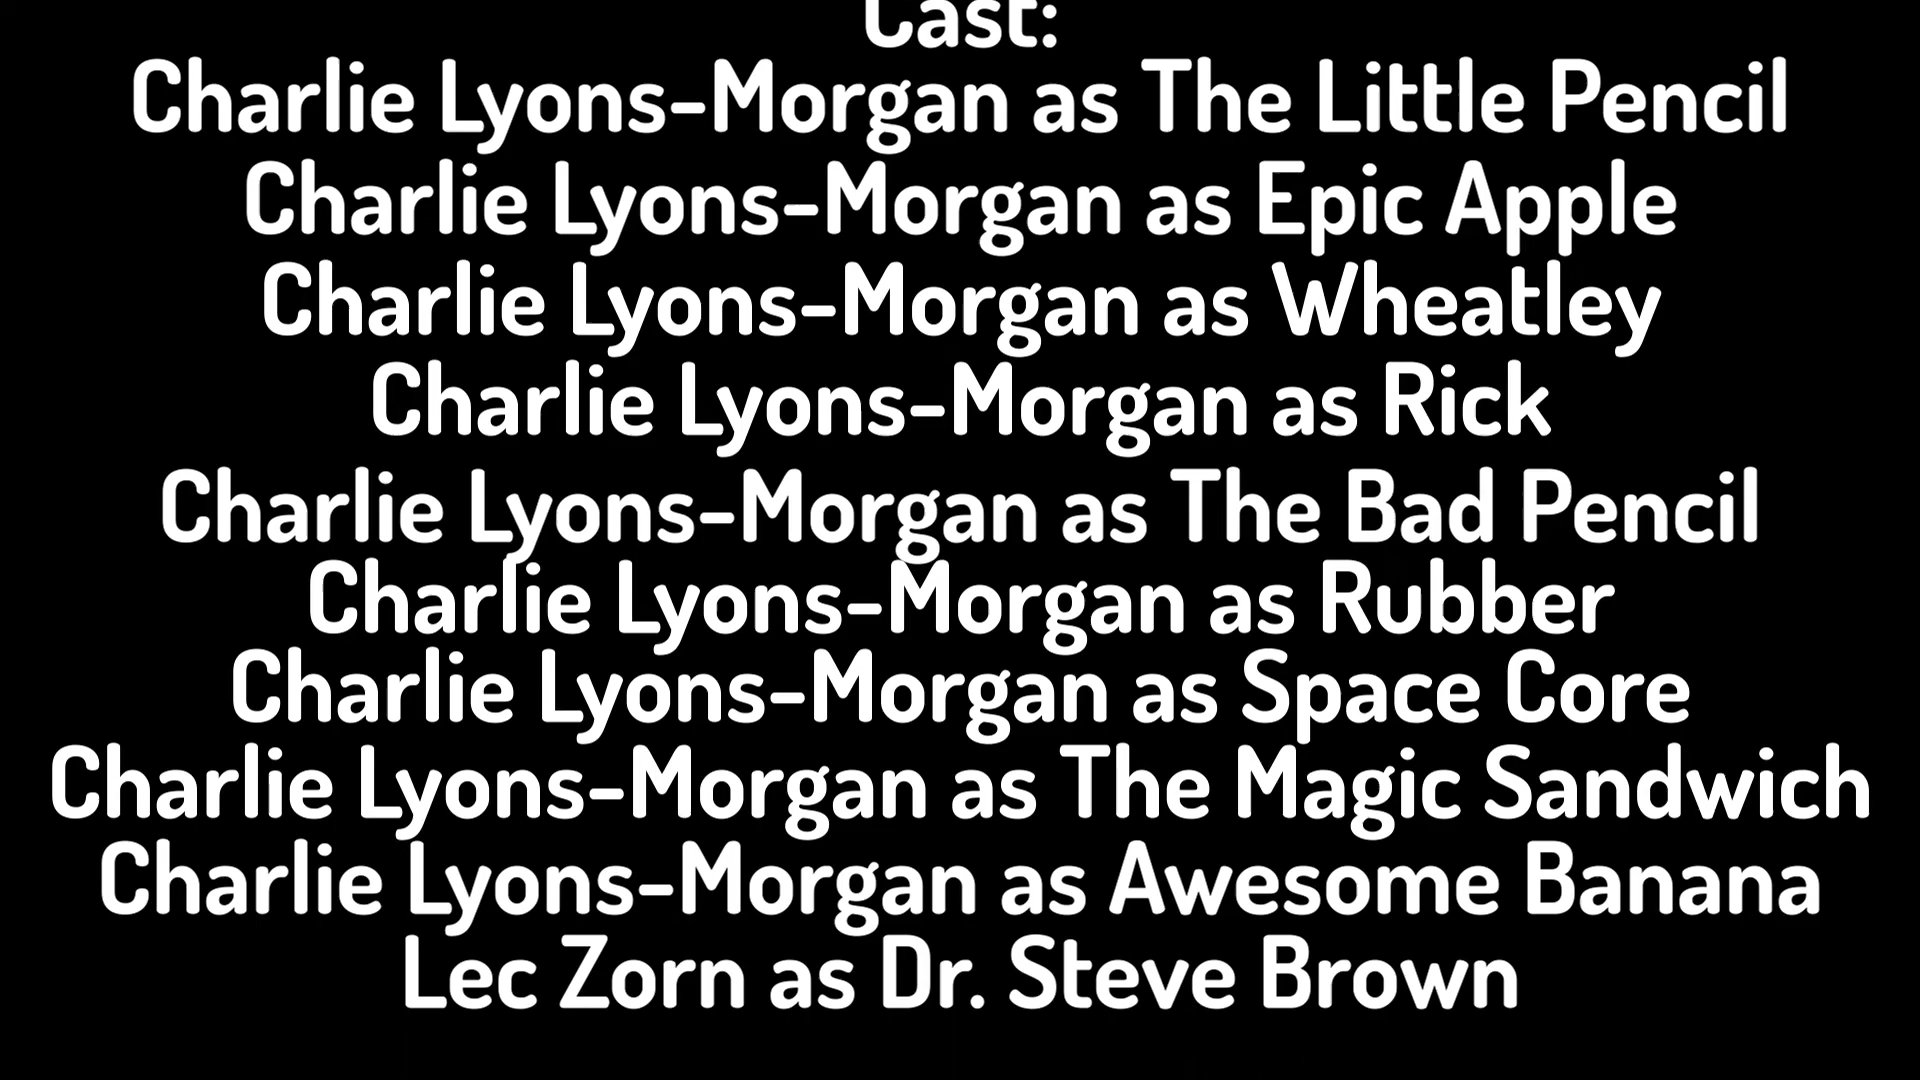 Cast:
Charlie Lyons-Morgan as The Little Pencil
Charlie Lyons-Morgan as Epic Apple
Charlie Lyons-Morgan as Wheatley
Charlie Lyons-Morgan as Rick
Charlie Lyons-Morgan as The Bad Pencil
Charlie Lyons-Morgan as Rubber
Charlie Lyons-Morgan as Space Core
Charlie Lyons-Morgan as The Magic Sandwich
Charlie Lyons-Morgan as Awesome Banana
Lec Zorn as Dr. Steve Brown